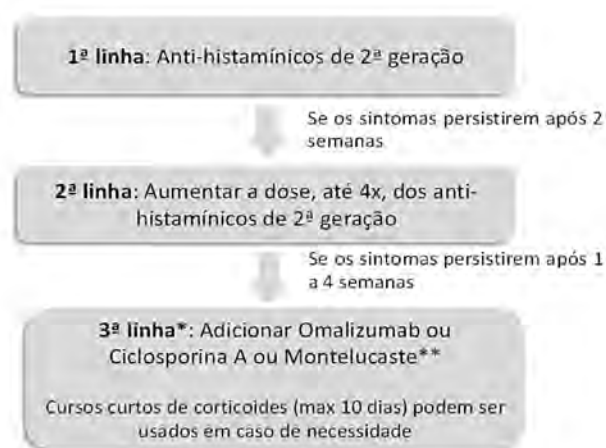 1ª linha: Anti-histamínicos de 2ª geração
Se os sintomas persistirem após 2
semanas
2ª linha: Aumentar a dose, até 4x, dos anti-
histamínicos de 2ª geração
Se os sintomas persistirem após 1
a 4 semanas
3ª linha*: Adicionar Omalizumab ou
Ciclosporina A ou Montelucaste**
Cursos curtos de corticoides (max 10 dias) podem ser
usados em caso de necessidade